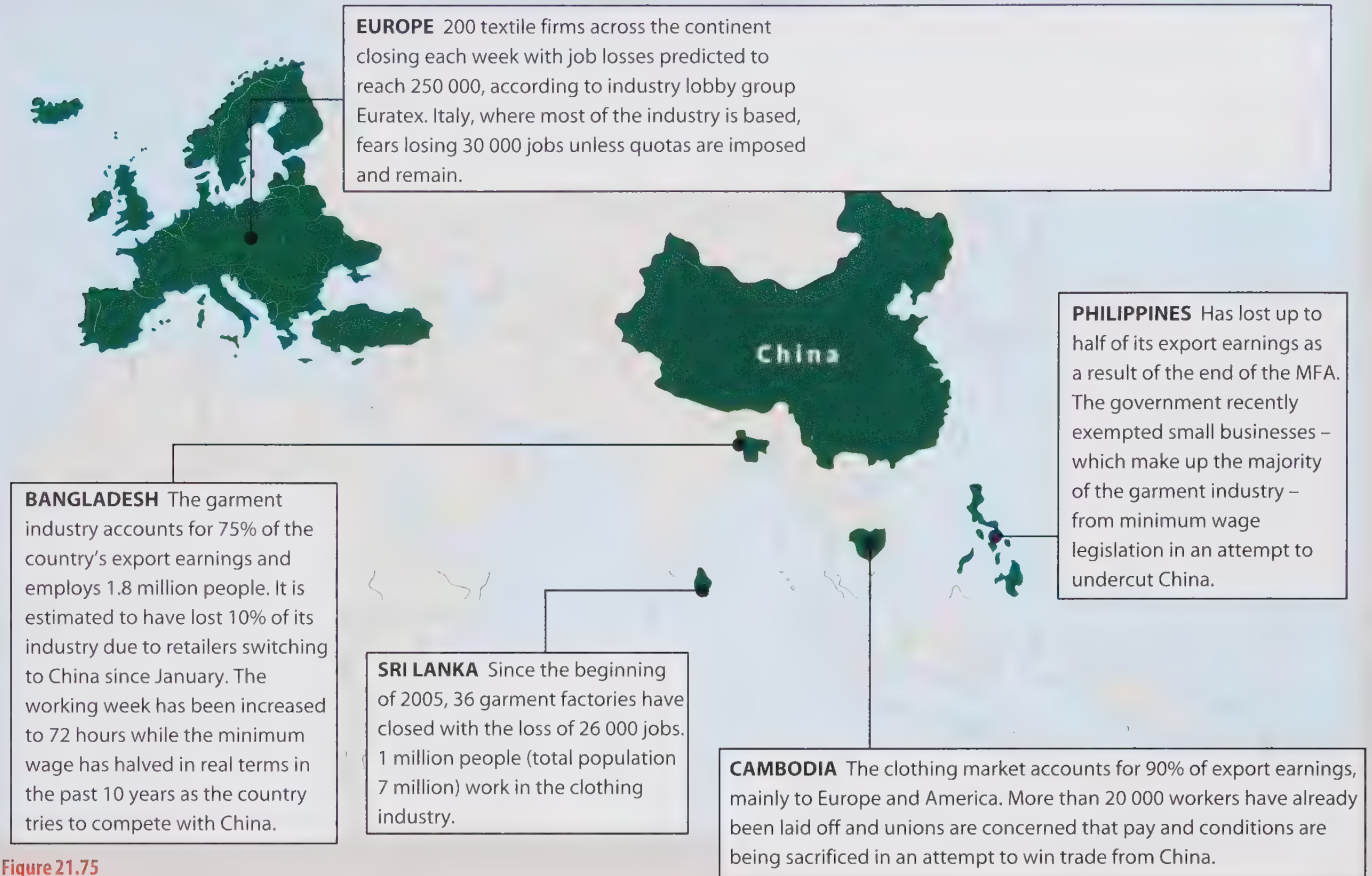 EUROPE 200 textile firms across the continent
closing each week with job losses predicted to
reach 250 000, according to industry lobby group
Euratex. Italy, where most of the industry is based,
fears losing 30 000 jobs unless quotas are imposed
and remain.
China
PHILIPPINES Has lost up to
half of its export earnings as
a result of the end of the MFA.
The government recently
exempted small businesses –
which make up the majority
of the garment industry –
from minimum wage
legislation in an attempt to
undercut China.
BANGLADESH The garment
industry accounts for 75% of the
country's export earnings and
employs 1.8 million people. It is
estimated to have lost 10% of its
industry due to retailers switching
to China since January. The
working week has been increased
to 72 hours while the minimum
wage has halved in real terms in
the past 10 years as the country
tries to compete with China.
SRI LANKA Since the beginning
of 2005, 36 garment factories have
closed with the loss of 26 000 jobs.
1 million people (total population
7 million) work in the clothing
industry.
CAMBODIA The clothing market accounts for 90% of export earnings,
mainly to Europe and America. More than 20 000 workers have already
been laid off and unions are concerned that pay and conditions are
being sacrificed in an attempt to win trade from China.
Figure 21.75